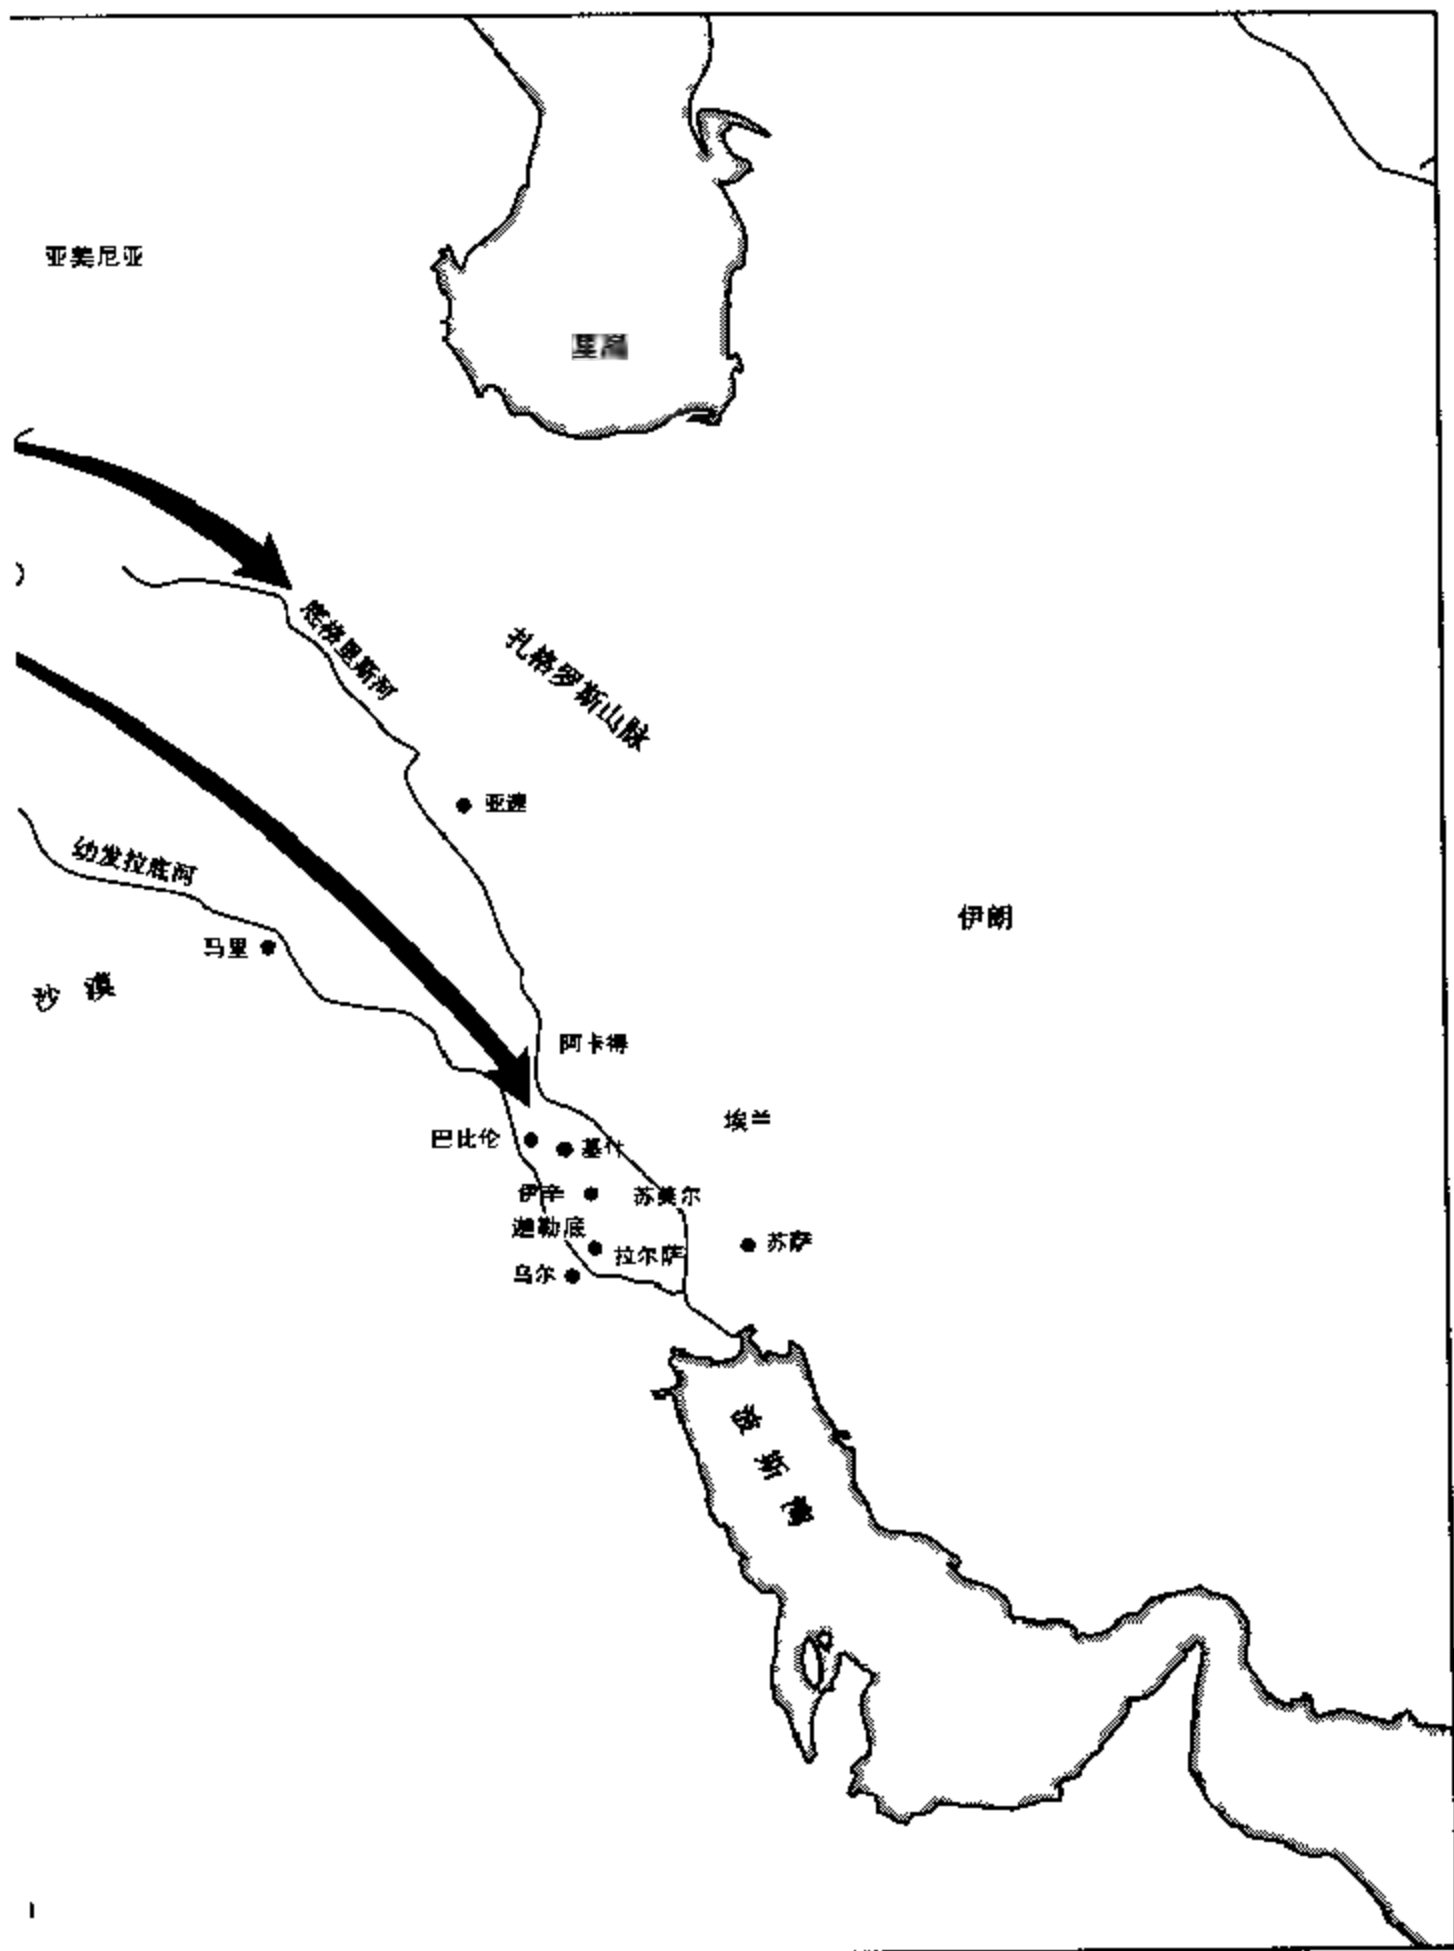 亚美尼亚
里海
底格里斯河
扎格罗斯山脉
亚述
幼发拉底河
伊朗
马里
沙漠
阿卡得
埃兰
巴比伦
基什
伊辛
苏美尔
迦勒底
苏萨
拉尔萨
乌尔
波斯湾